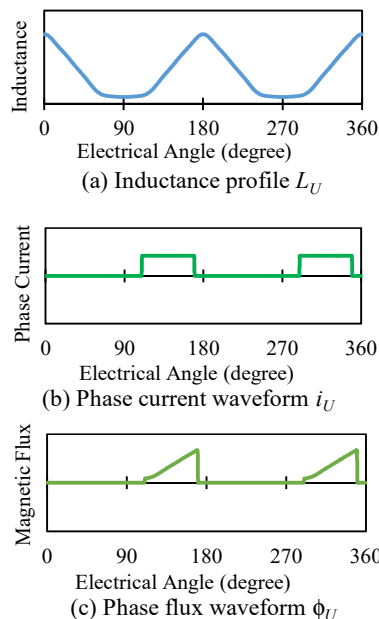 Inductance
0 90 180 270 360
Electrical Angle (degree)
(a) Inductance profile L_U
Phase Current
0 90 180 270 360
Electrical Angle (degree)
(b) Phase current waveform i_U
Magnetic Flux
0 90 180 270 360
Electrical Angle (degree)
(c) Phase flux waveform ϕ_U